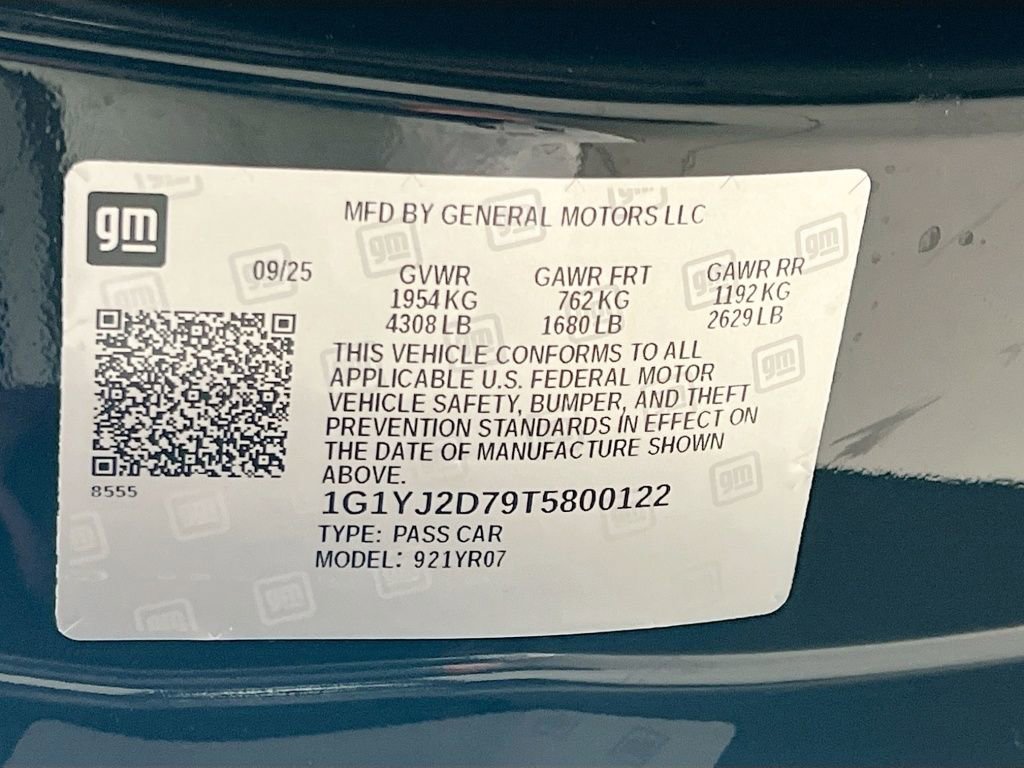 gm
MFD BY GENERAL MOTORS LLC
09/25 GVWR GAWR FRT GAWR RR
1954 KG 762 KG 1192 KG
4308 LB 1680 LB 2629 LB
THIS VEHICLE CONFORMS TO ALL
APPLICABLE U.S. FEDERAL MOTOR
VEHICLE SAFETY, BUMPER, AND THEFT
PREVENTION STANDARDS IN EFFECT ON
THE DATE OF MANUFACTURE SHOWN
ABOVE.
8555
1G1YJ2D79T5800122
TYPE: PASS CAR
MODEL: 921YR07